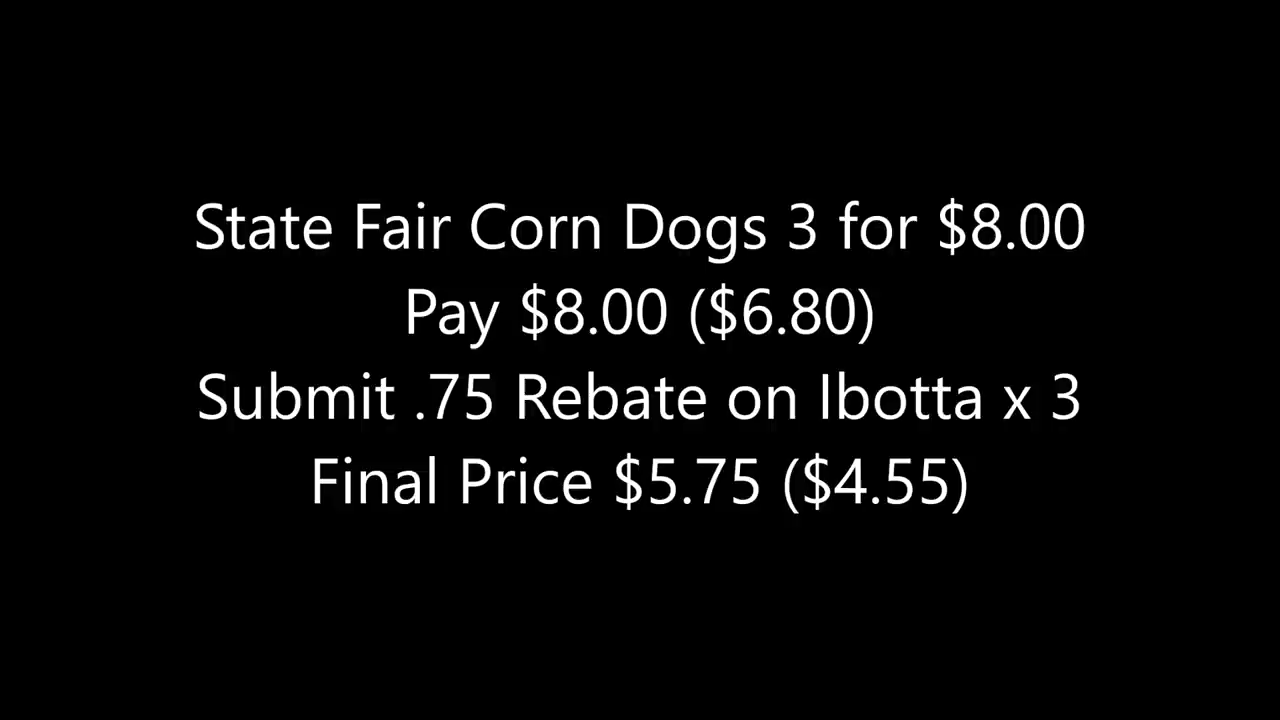 State Fair Corn Dogs 3 for $8.00
Pay $8.00 ($6.80)
Submit .75 Rebate on Ibotta x 3
Final Price $5.75 ($4.55)